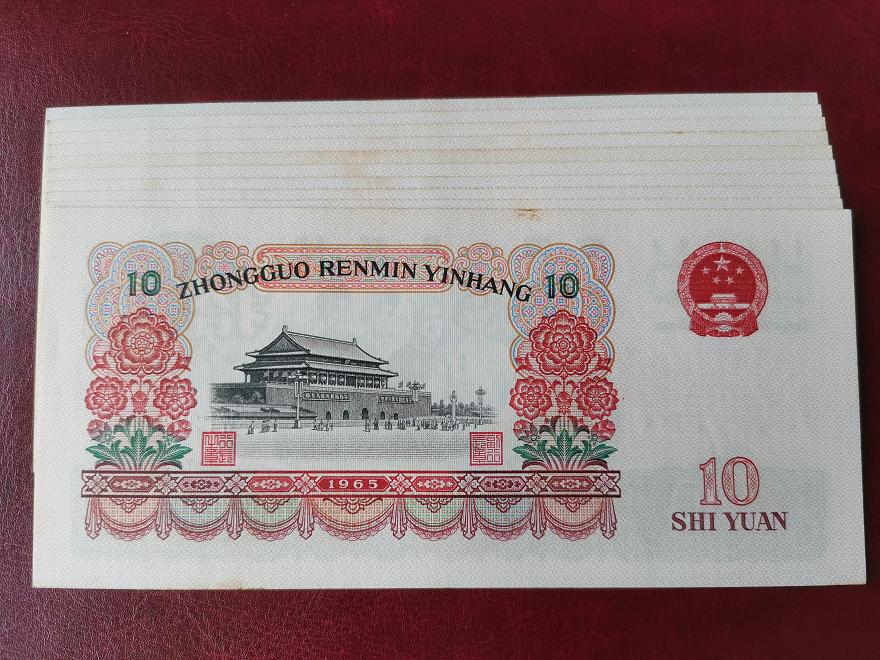 10 ZHONGGUO RENMIN YINHANG 10
1965
10
SHI YUAN